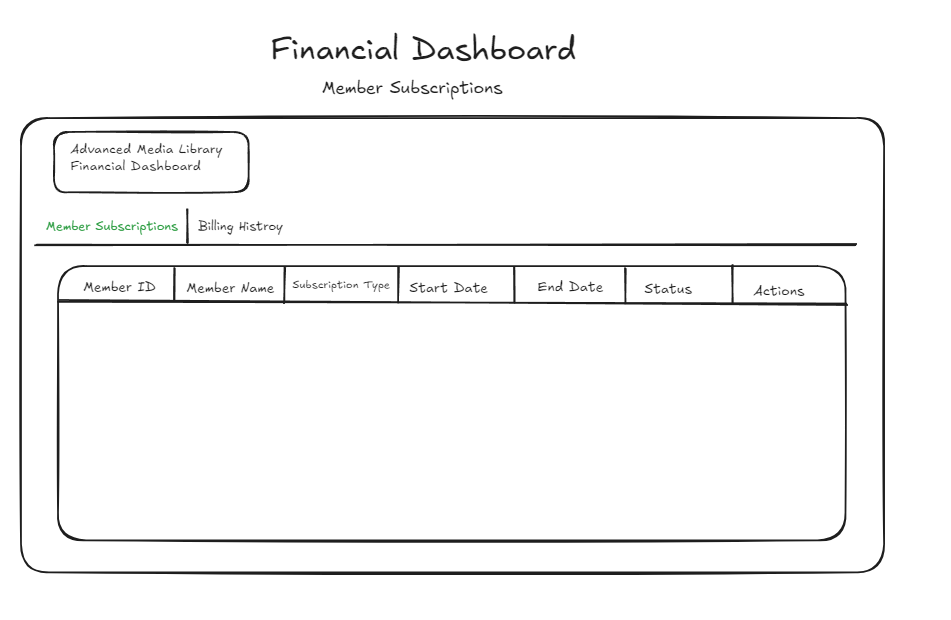 Financial Dashboard
Member Subscriptions
Advanced Media Library
Financial Dashboard
Member Subscriptions
Billing Histroy
Member ID
Member Name
Subscription Type
Start Date
End Date
Status
Actions